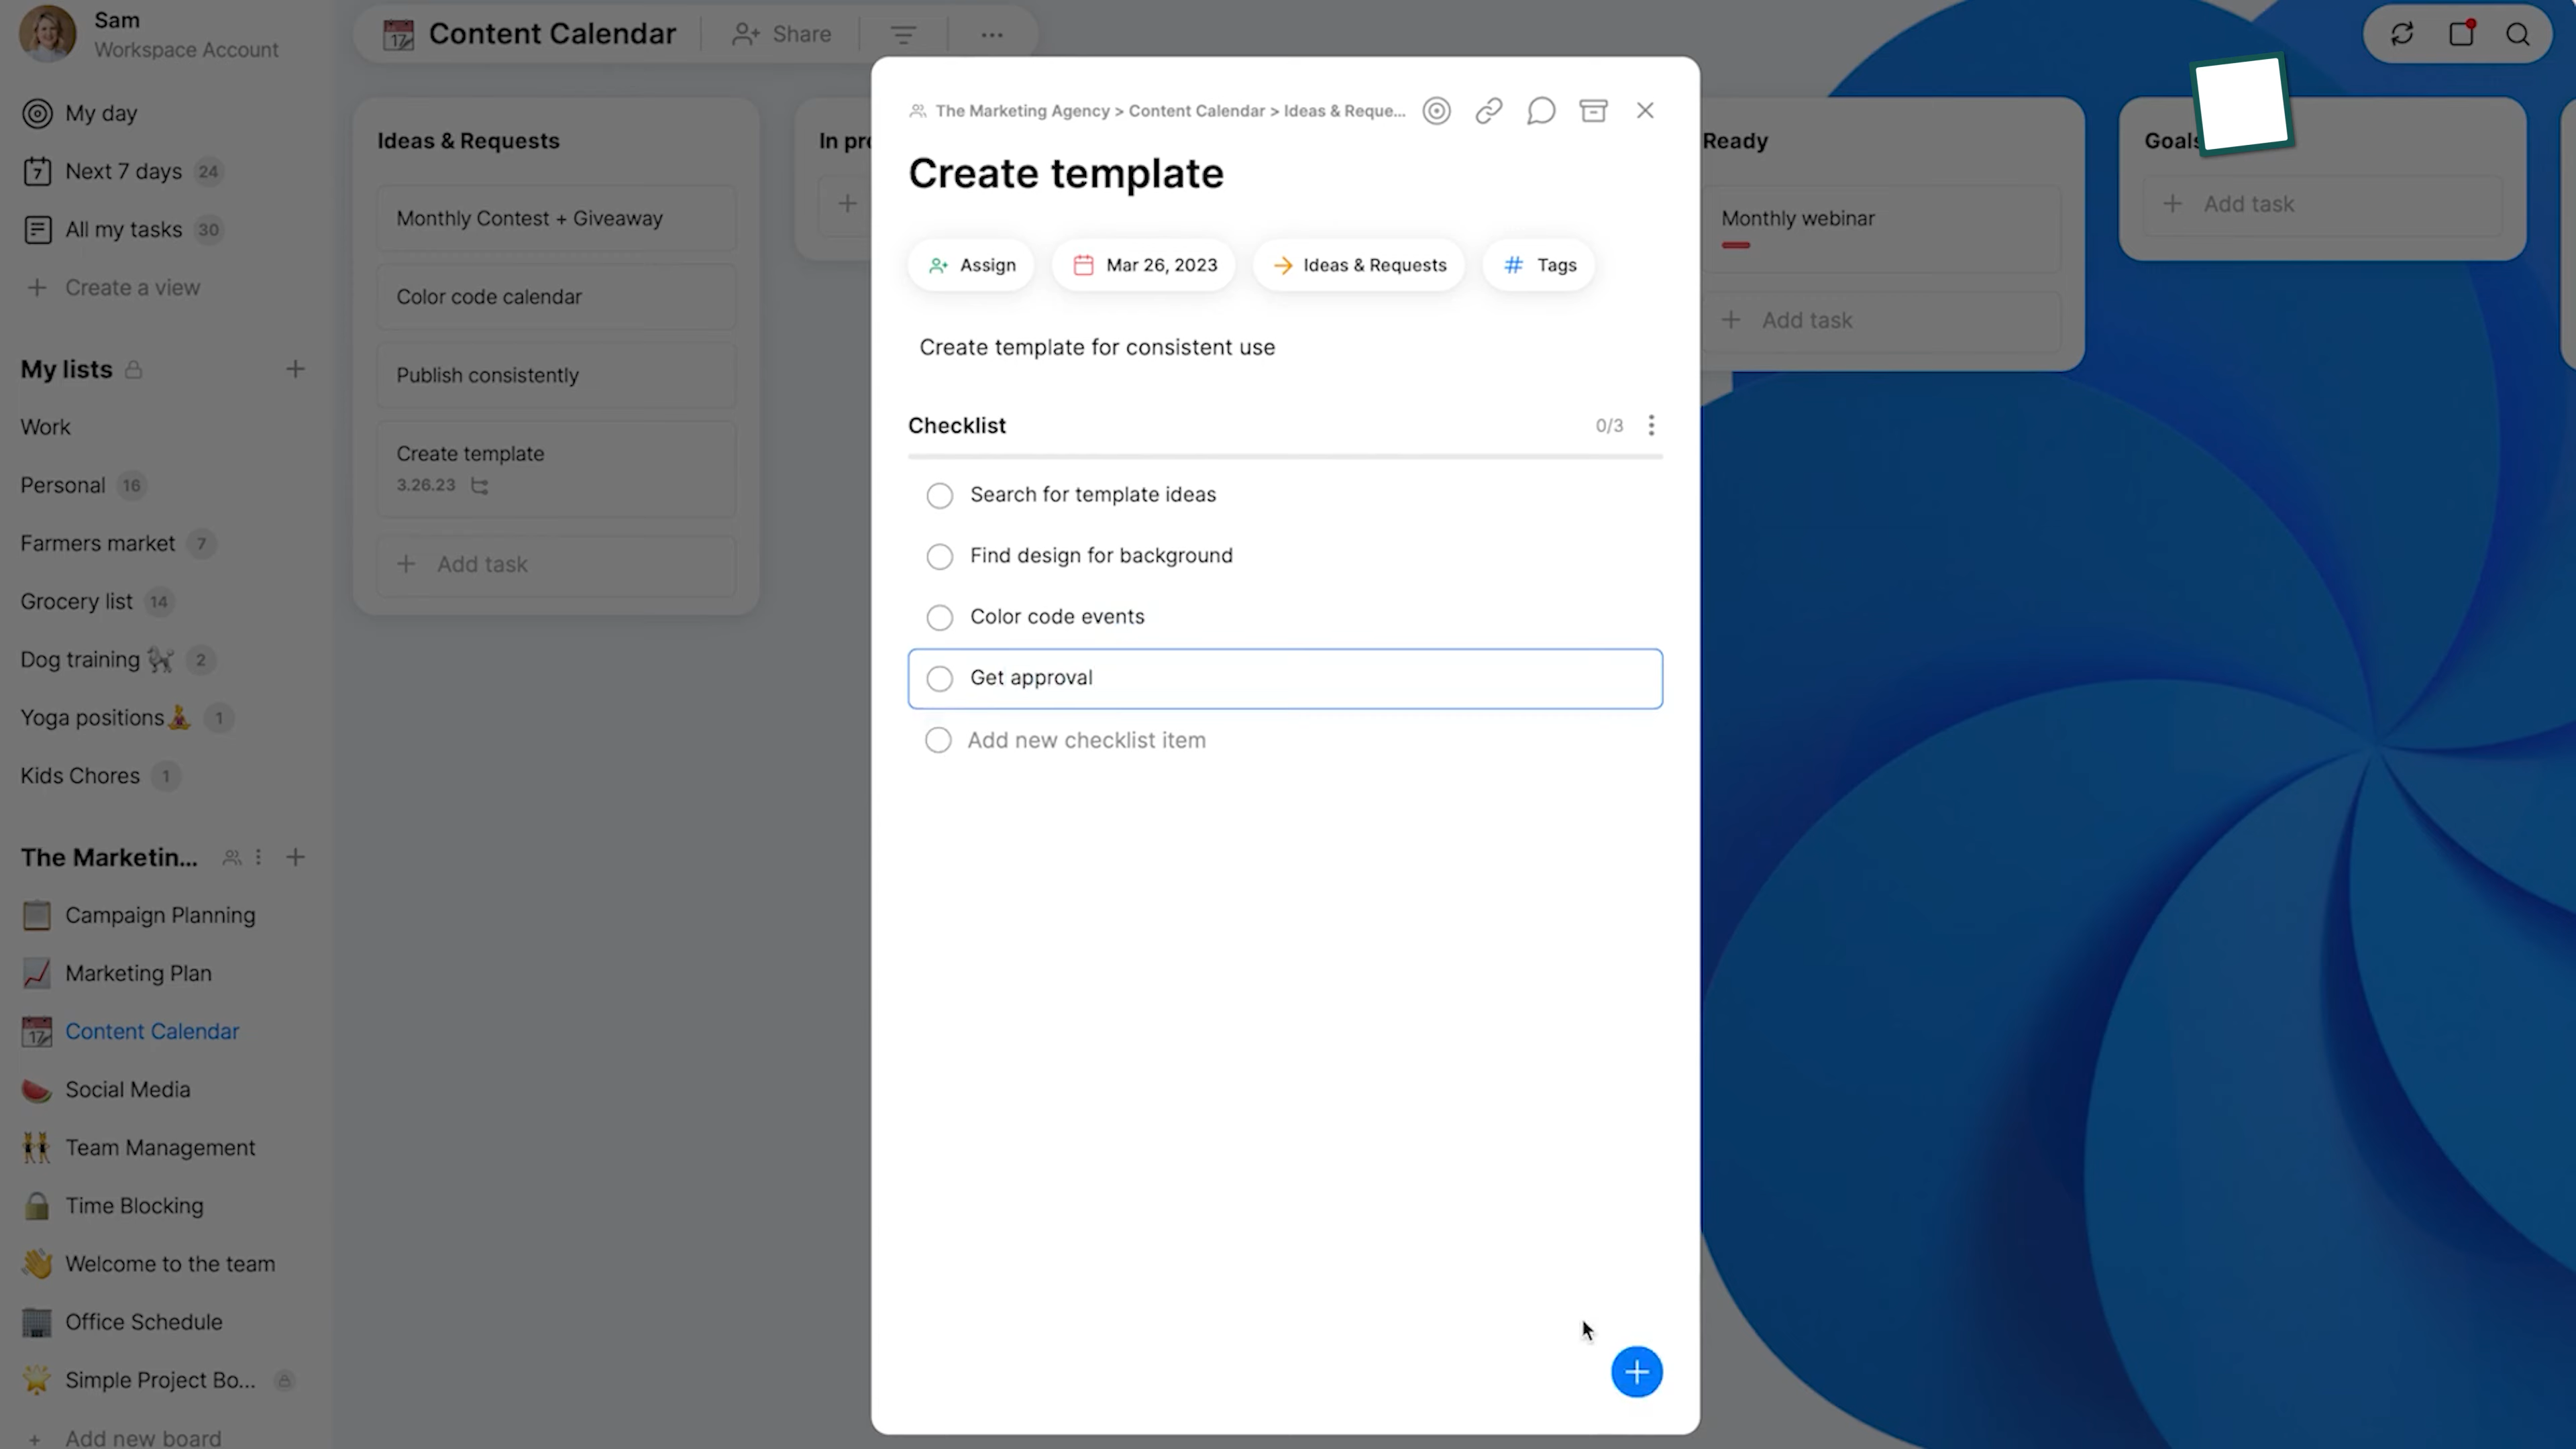 Sam
Workspace Account
My day
7 Next 7 days 24
All my tasks 30
Create a view
My lists
Work
Personal 16
Farmers market 7
Grocery list 14
Dog training 2
Yoga positions 1
Kids Chores 1
The Marketin...
Campaign Planning
Marketing Plan
17 Content Calendar
Social Media
Team Management
Time Blocking
Welcome to the team
Office Schedule
Simple Project Bo...
Add new board
17 Content Calendar
Share
Ideas & Requests
Monthly Contest + Giveaway
Color code calendar
Publish consistently
Create template
3.26.23
Add task
In pr
The Marketing Agency > Content Calendar > Ideas & Reque...
Create template
Assign
Mar 26, 2023
Ideas & Requests
# Tags
Create template for consistent use
Checklist 0/3
Search for template ideas
Find design for background
Color code events
Get approval
Add new checklist item
Ready
Monthly webinar
Add task
Goals
Add task